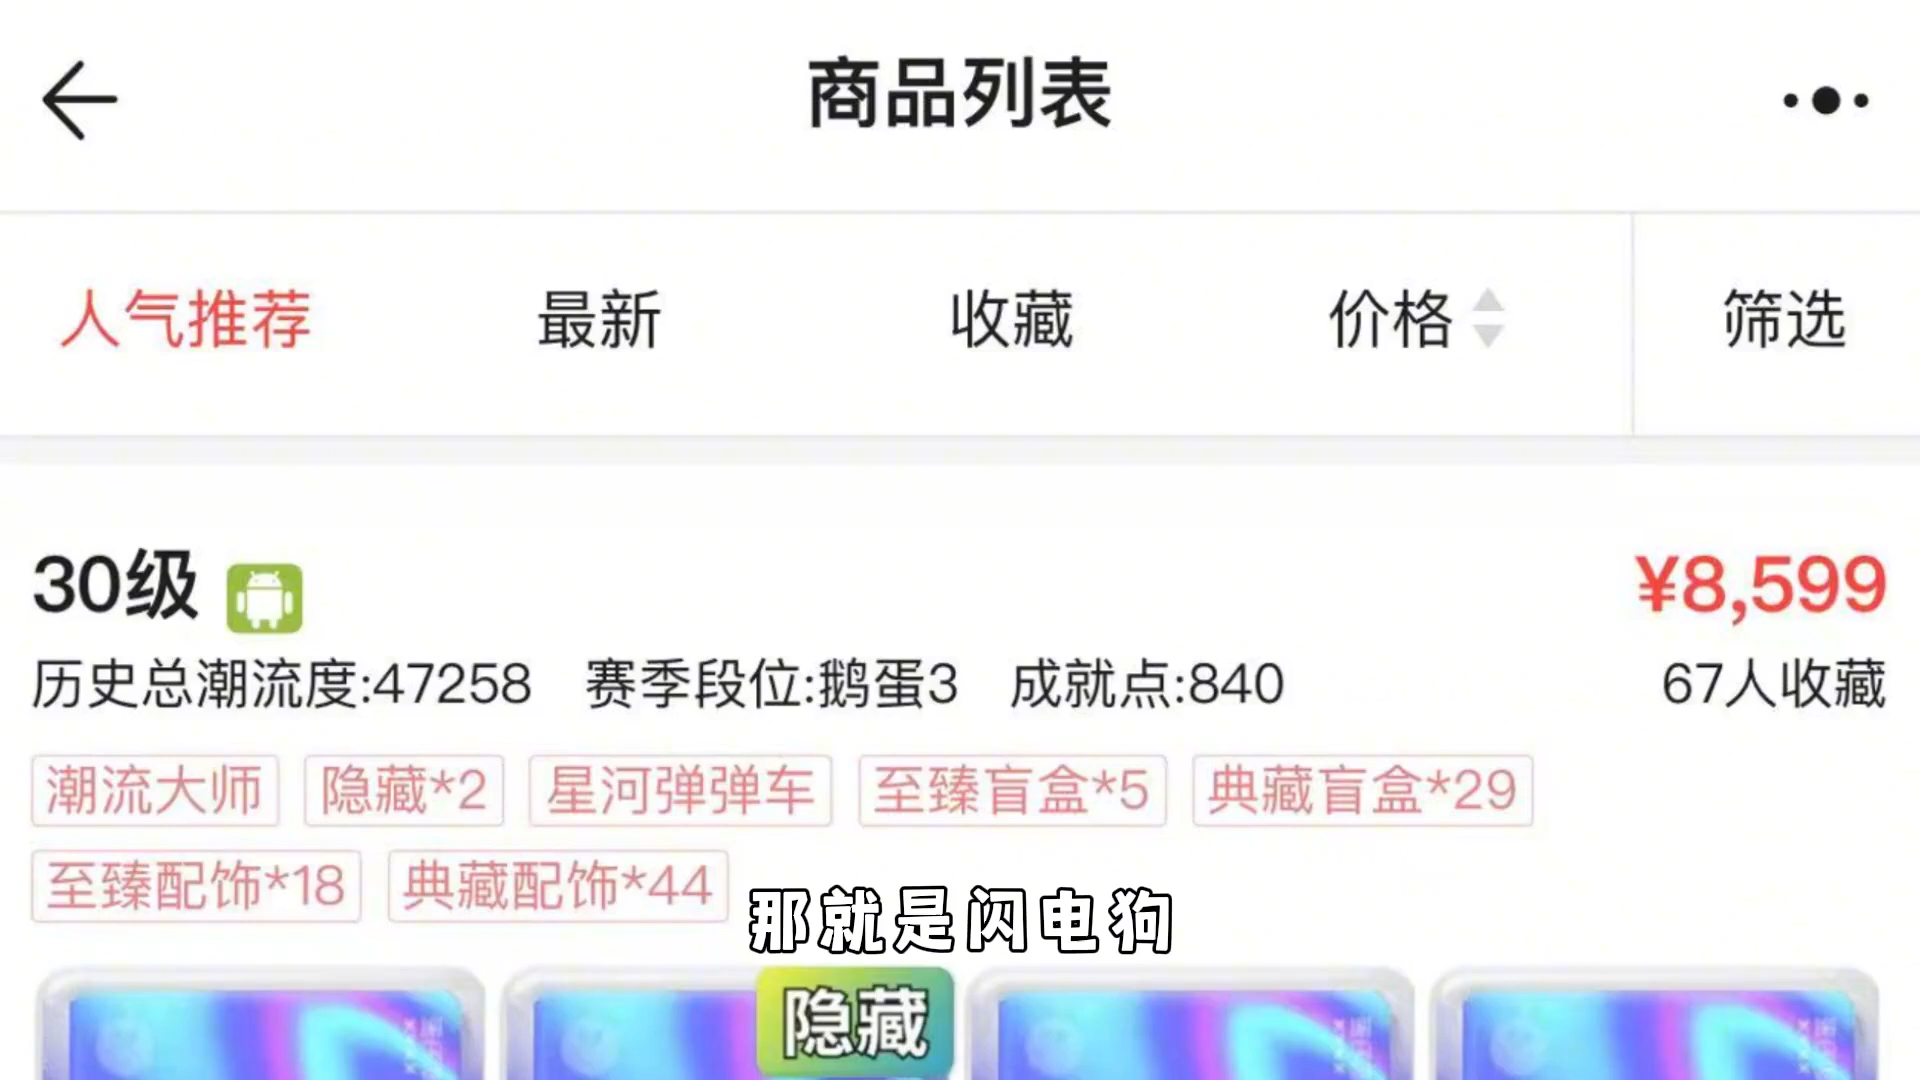 商品列表
人气推荐 最新 收藏 价格 筛选
30级 ¥8,599
历史总潮流度:47258 赛季段位:鹅蛋3 成就点:840 67人收藏
潮流大师 隐藏*2 星河弹弹车 至臻盲盒*5 典藏盲盒*29
至臻配饰*18 典藏配饰*44
那就是闪电狗
隐藏